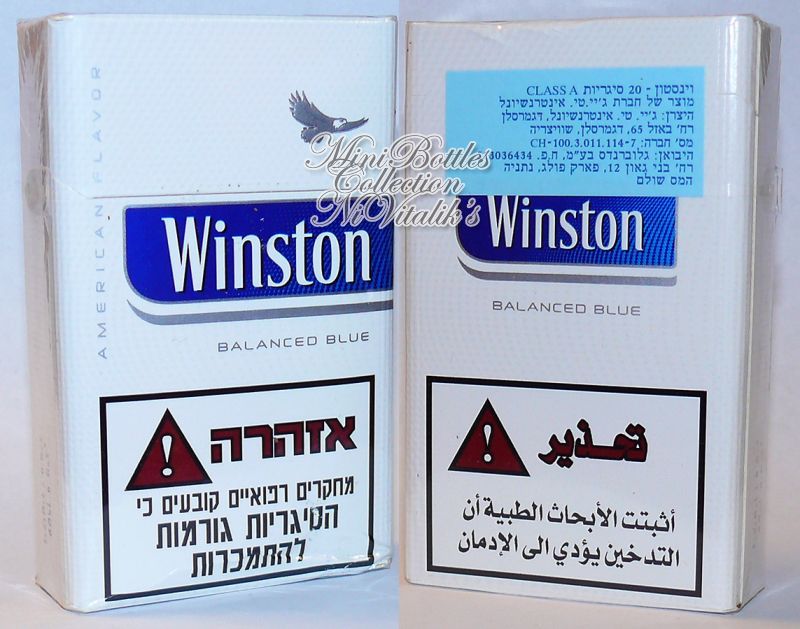 AMERICAN FLAVOR
Winston
BALANCED BLUE
אזהרה
מחקרים רפואיים קובעים כי
הסיגריות גורמות
להתמכרות
MiniBottles
Collection
NiVitalik's
וינסטון - 20 סיגריות CLASS A
מוצר של חברת ג'יי.טי. אינטרנשיונל
היצרן: ג'יי. טי. אינטרנשיונל, דגמרסלן
רח' באזל 65, דגמרסלן, שוויצריה
מס' חברה: CH-100.3.011.114-7
היבואן: גלוברנדס בע"מ, ח.פ. 8036434
רח' בני גאון 12, פארק פולג, נתניה
המס שולם
Winston
BALANCED BLUE
تحذير
أثبتت الأبحاث الطبية أن
التدخين يؤدي الى الإدمان